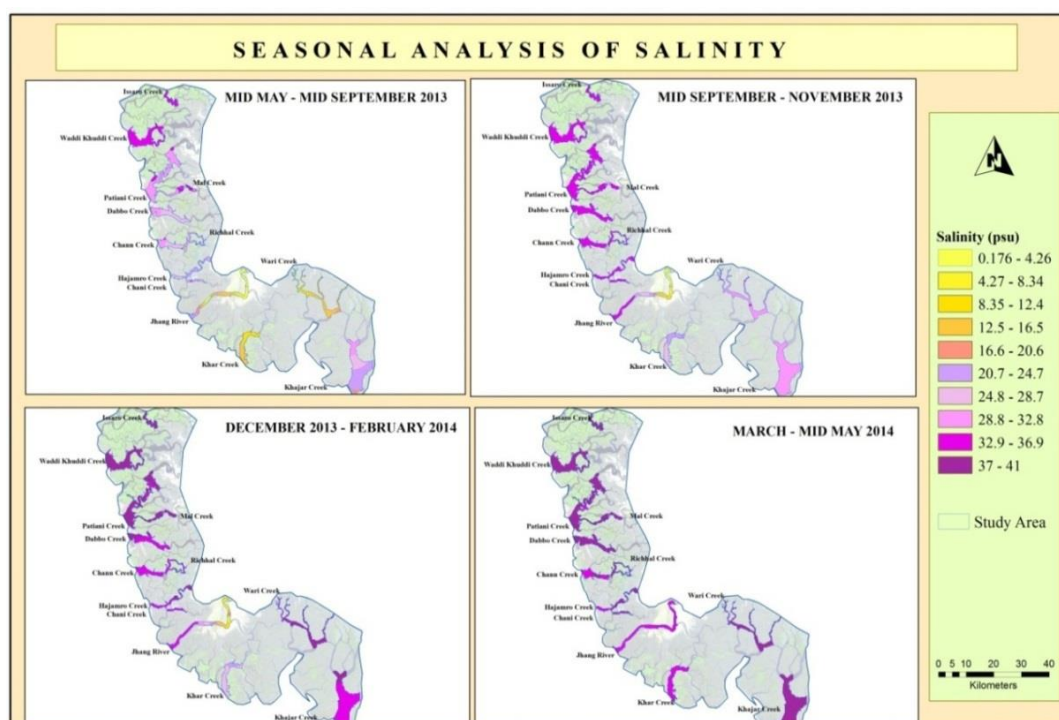 SEASONAL ANALYSIS OF SALINITY
MID MAY - MID SEPTEMBER 2013
Issaro Creek
Waddi Khuddi Creek
Mal Creek
Patiani Creek
Dabbo Creek
Richhal Creek
Chann Creek
Wari Creek
Hajamro Creek
Chani Creek
Jhang River
Khar Creek
Khajar Creek
MID SEPTEMBER - NOVEMBER 2013
Issaro Creek
Waddi Khuddi Creek
Mal Creek
Patiani Creek
Dabbo Creek
Richhal Creek
Chann Creek
Wari Creek
Hajamro Creek
Chani Creek
Jhang River
Khar Creek
Khajar Creek
DECEMBER 2013 - FEBRUARY 2014
Issaro Creek
Waddi Khuddi Creek
Mal Creek
Patiani Creek
Dabbo Creek
Richhal Creek
Chann Creek
Wari Creek
Hajamro Creek
Chani Creek
Jhang River
Khar Creek
Khajar Creek
MARCH - MID MAY 2014
Issaro Creek
Waddi Khuddi Creek
Mal Creek
Patiani Creek
Dabbo Creek
Richhal Creek
Chann Creek
Wari Creek
Hajamro Creek
Chani Creek
Jhang River
Khar Creek
Khajar Creek
N
Salinity (psu)
0.176 - 4.26
4.27 - 8.34
8.35 - 12.4
12.5 - 16.5
16.6 - 20.6
20.7 - 24.7
24.8 - 28.7
28.8 - 32.8
32.9 - 36.9
37 - 41
Study Area
0 5 10 20 30 40
Kilometers